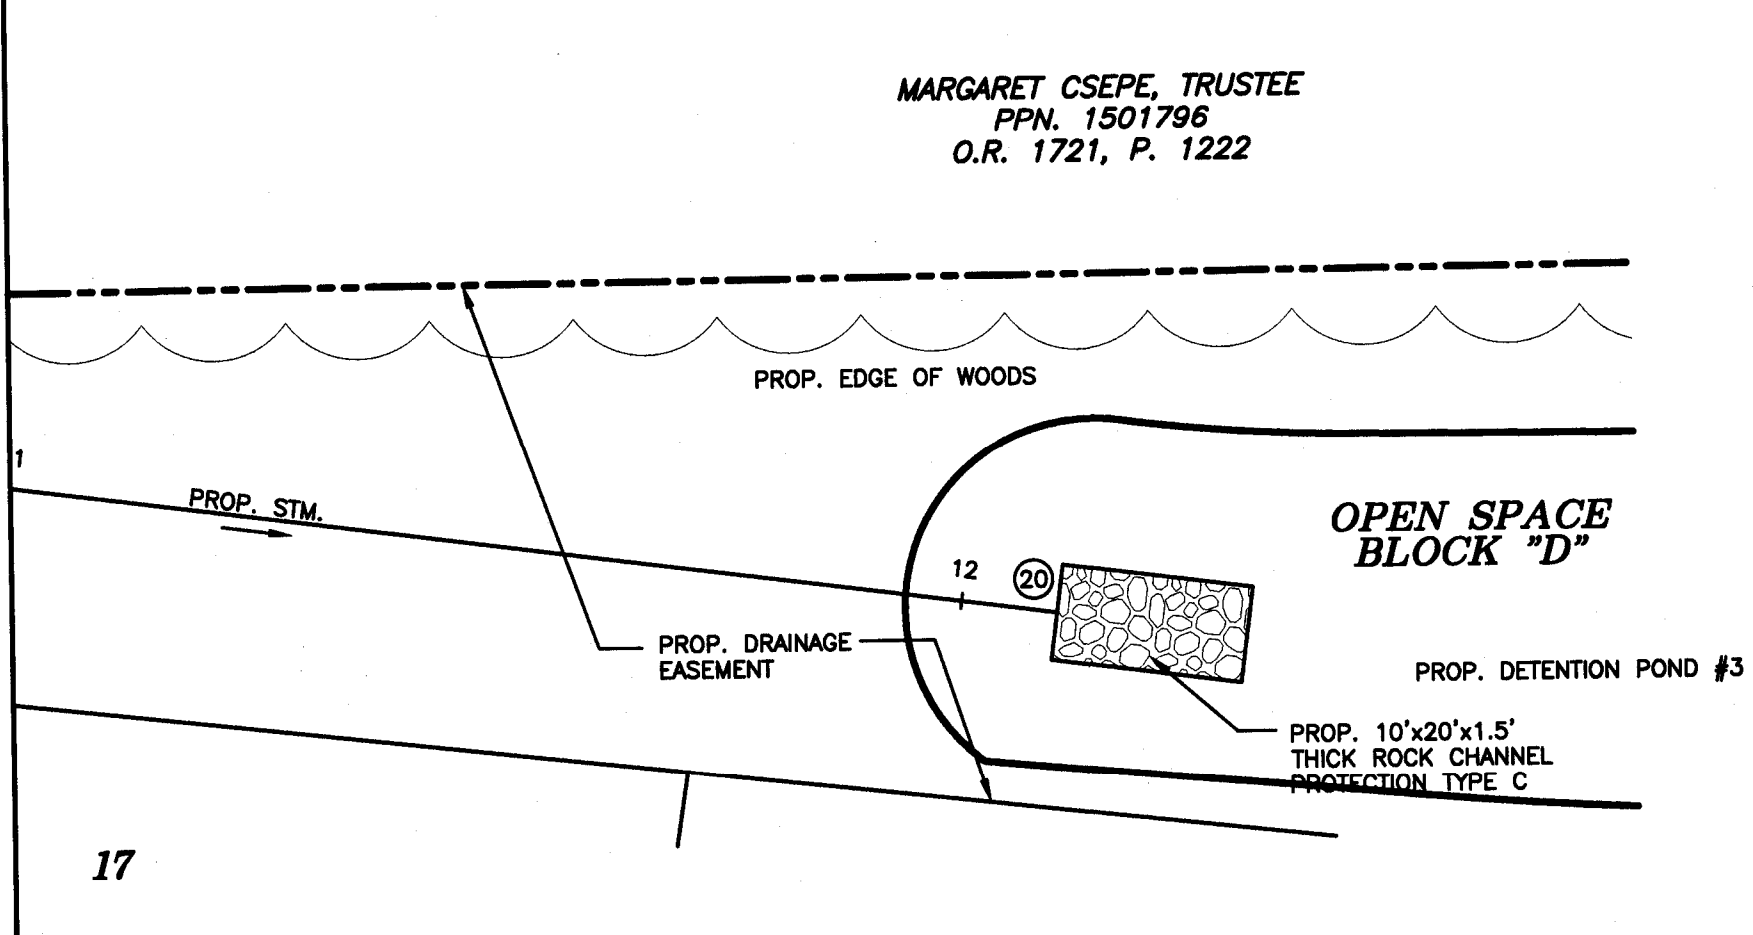 MARGARET CSEPE, TRUSTEE
PPN. 1501796
O.R. 1721, P. 1222
PROP. EDGE OF WOODS
1
PROP. STM.
OPEN SPACE
BLOCK "D"
12
20
PROP. DRAINAGE
EASEMENT
PROP. DETENTION POND #3
PROP. 10'x20'x1.5'
THICK ROCK CHANNEL
PROTECTION TYPE C
17